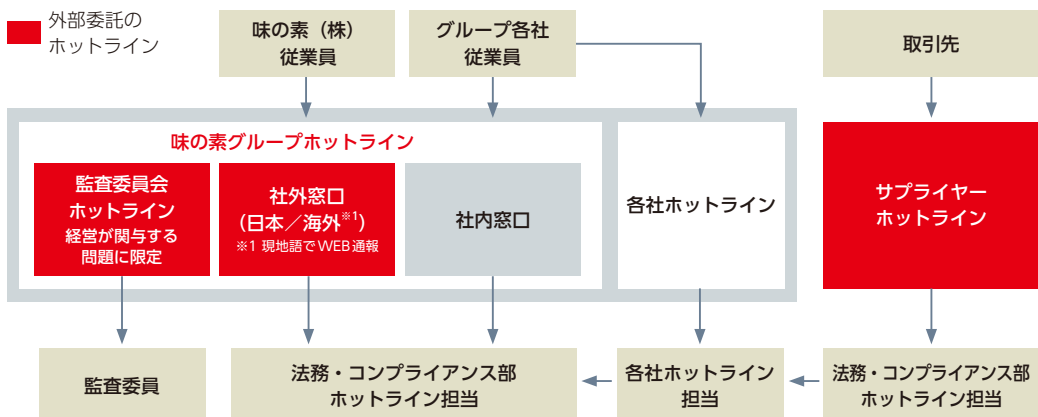 外部委託の
ホットライン
味の素（株）
従業員
グループ各社
従業員
取引先
味の素グループホットライン
監査委員会
ホットライン
経営が関与する
問題に限定
社外窓口
（日本／海外※1）
※1 現地語でWEB通報
社内窓口
各社ホットライン
サプライヤー
ホットライン
監査委員
法務・コンプライアンス部
ホットライン担当
各社ホットライン
担当
法務・コンプライアンス部
ホットライン担当